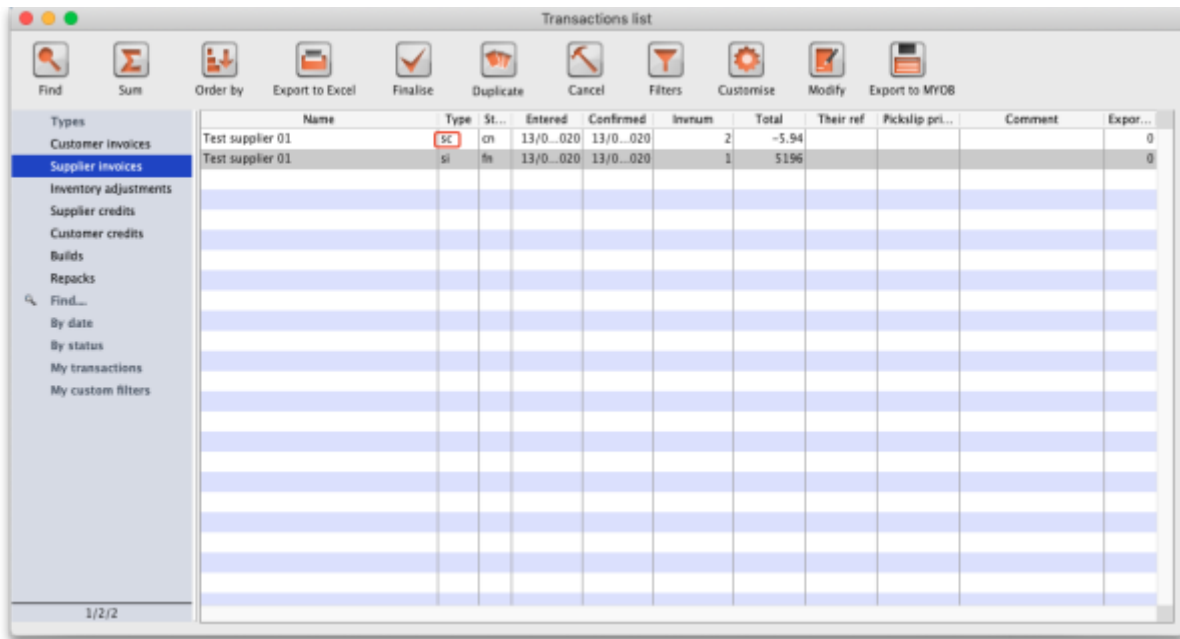 Transactions list
Find Sum Order by Export to Excel Finalise Duplicate Cancel Filters Customise Modify Export to MYOB
Types
Customer invoices
Supplier invoices
Inventory adjustments
Supplier credits
Customer credits
Builds
Repacks
Find...
By date
By status
My transactions
My custom filters
1/2/2
Name Type St... Entered Confirmed Invnum Total Their ref Pickslip pri... Comment Expor...
Test supplier 01 sc cn 13/0...020 13/0...020 2 -5.94 0
Test supplier 01 si fn 13/0...020 13/0...020 1 5196 0